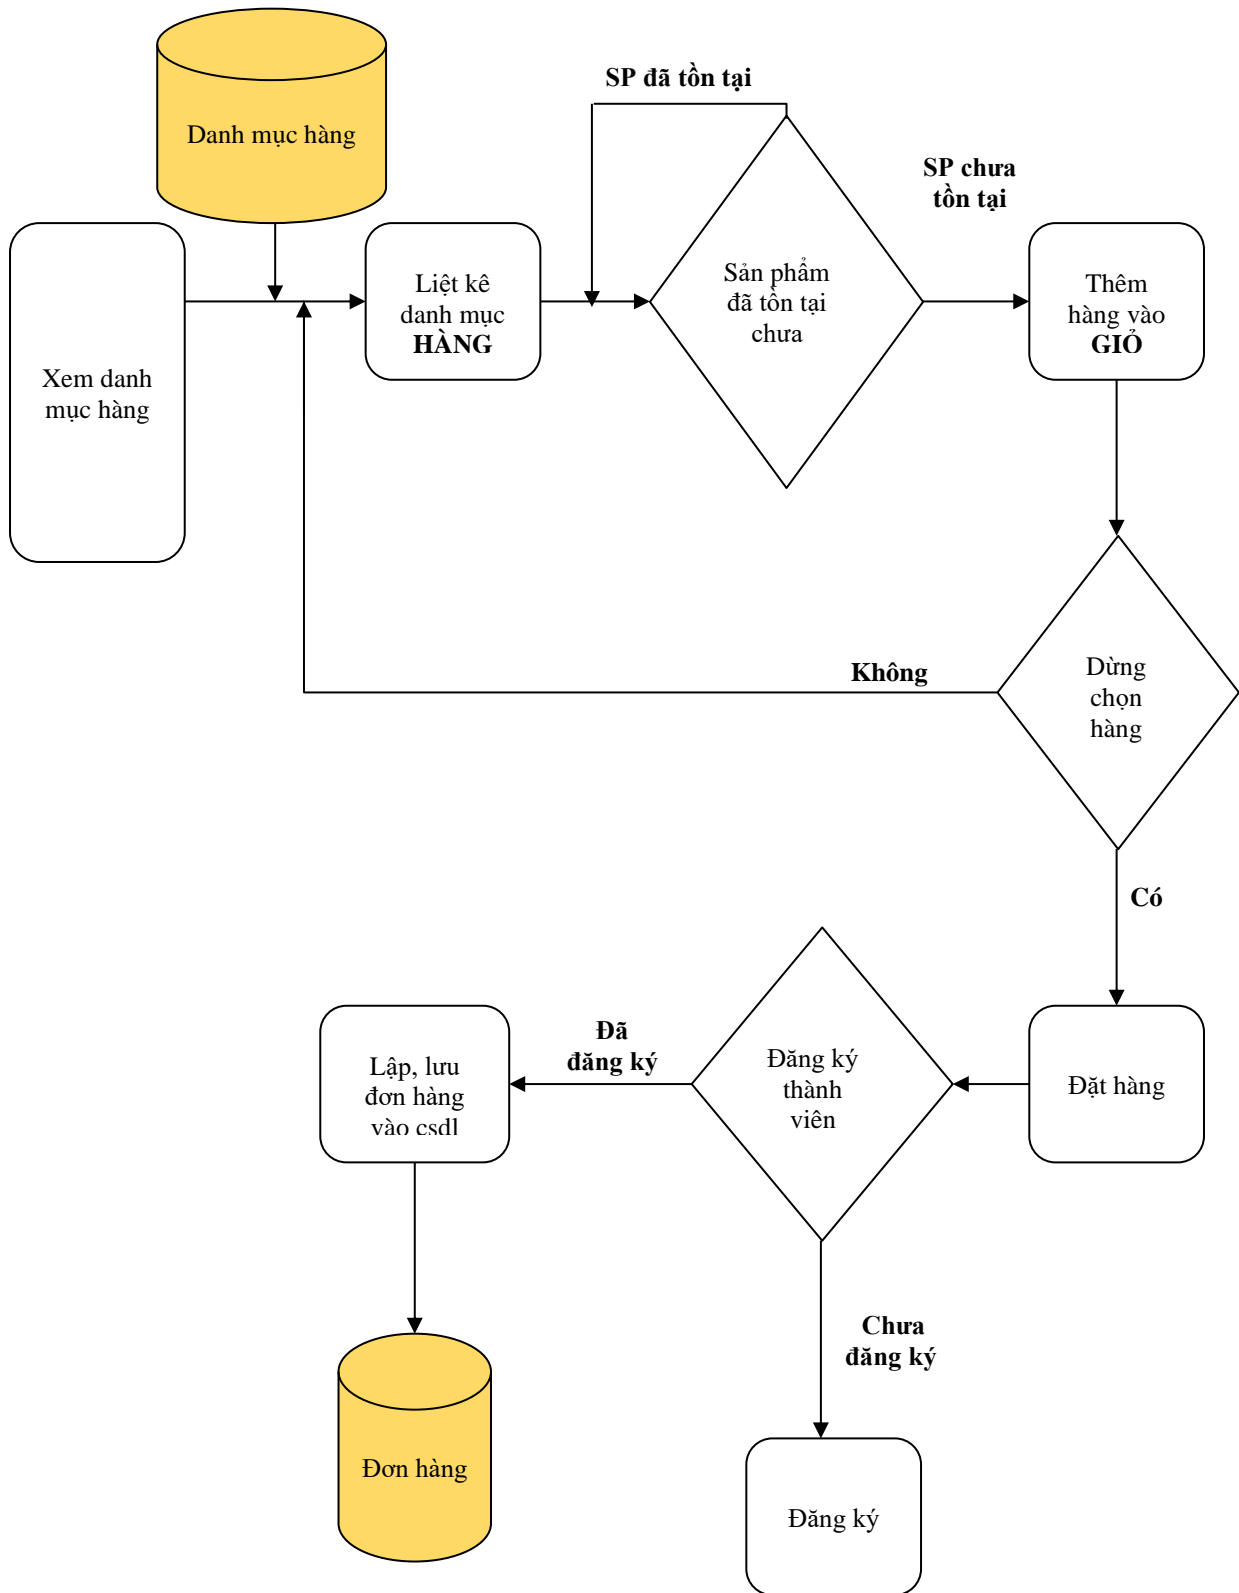 Danh mục hàng
SP đã tồn tại
SP chưa
tồn tại
Xem danh
mục hàng
Liệt kê
danh mục
HÀNG
Sản phẩm
đã tồn tại
chưa
Thêm
hàng vào
GIỎ
Không
Dừng
chọn
hàng
Có
Lập, lưu
đơn hàng
vào csdl
Đã
đăng ký
Đăng ký
thành
viên
Đặt hàng
Chưa
đăng ký
Đơn hàng
Đăng ký